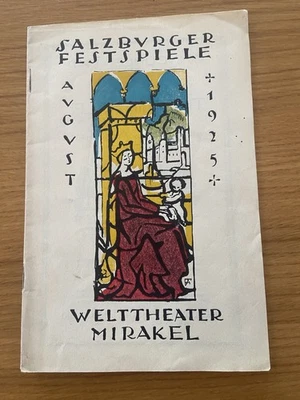 SALZBVRGER
FESTSPIELE
AVGVST
+1925+
WELTTHEATER
MIRAKEL